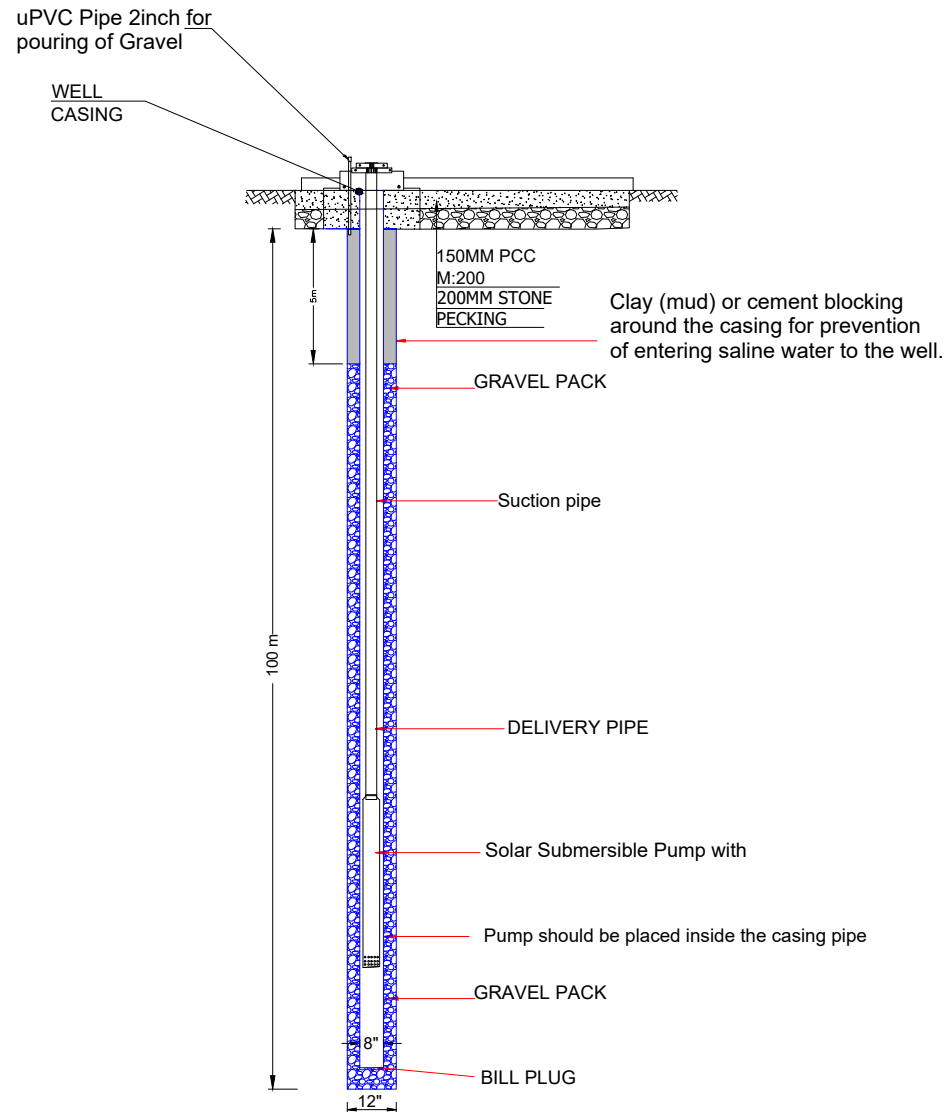 uPVC Pipe 2inch for
pouring of Gravel
WELL
CASING
150MM PCC
M:200
200MM STONE
PECKING
5m
Clay (mud) or cement blocking
around the casing for prevention
of entering saline water to the well.
GRAVEL PACK
Suction pipe
100 m
DELIVERY PIPE
Solar Submersible Pump with
Pump should be placed inside the casing pipe
GRAVEL PACK
8"
BILL PLUG
12"